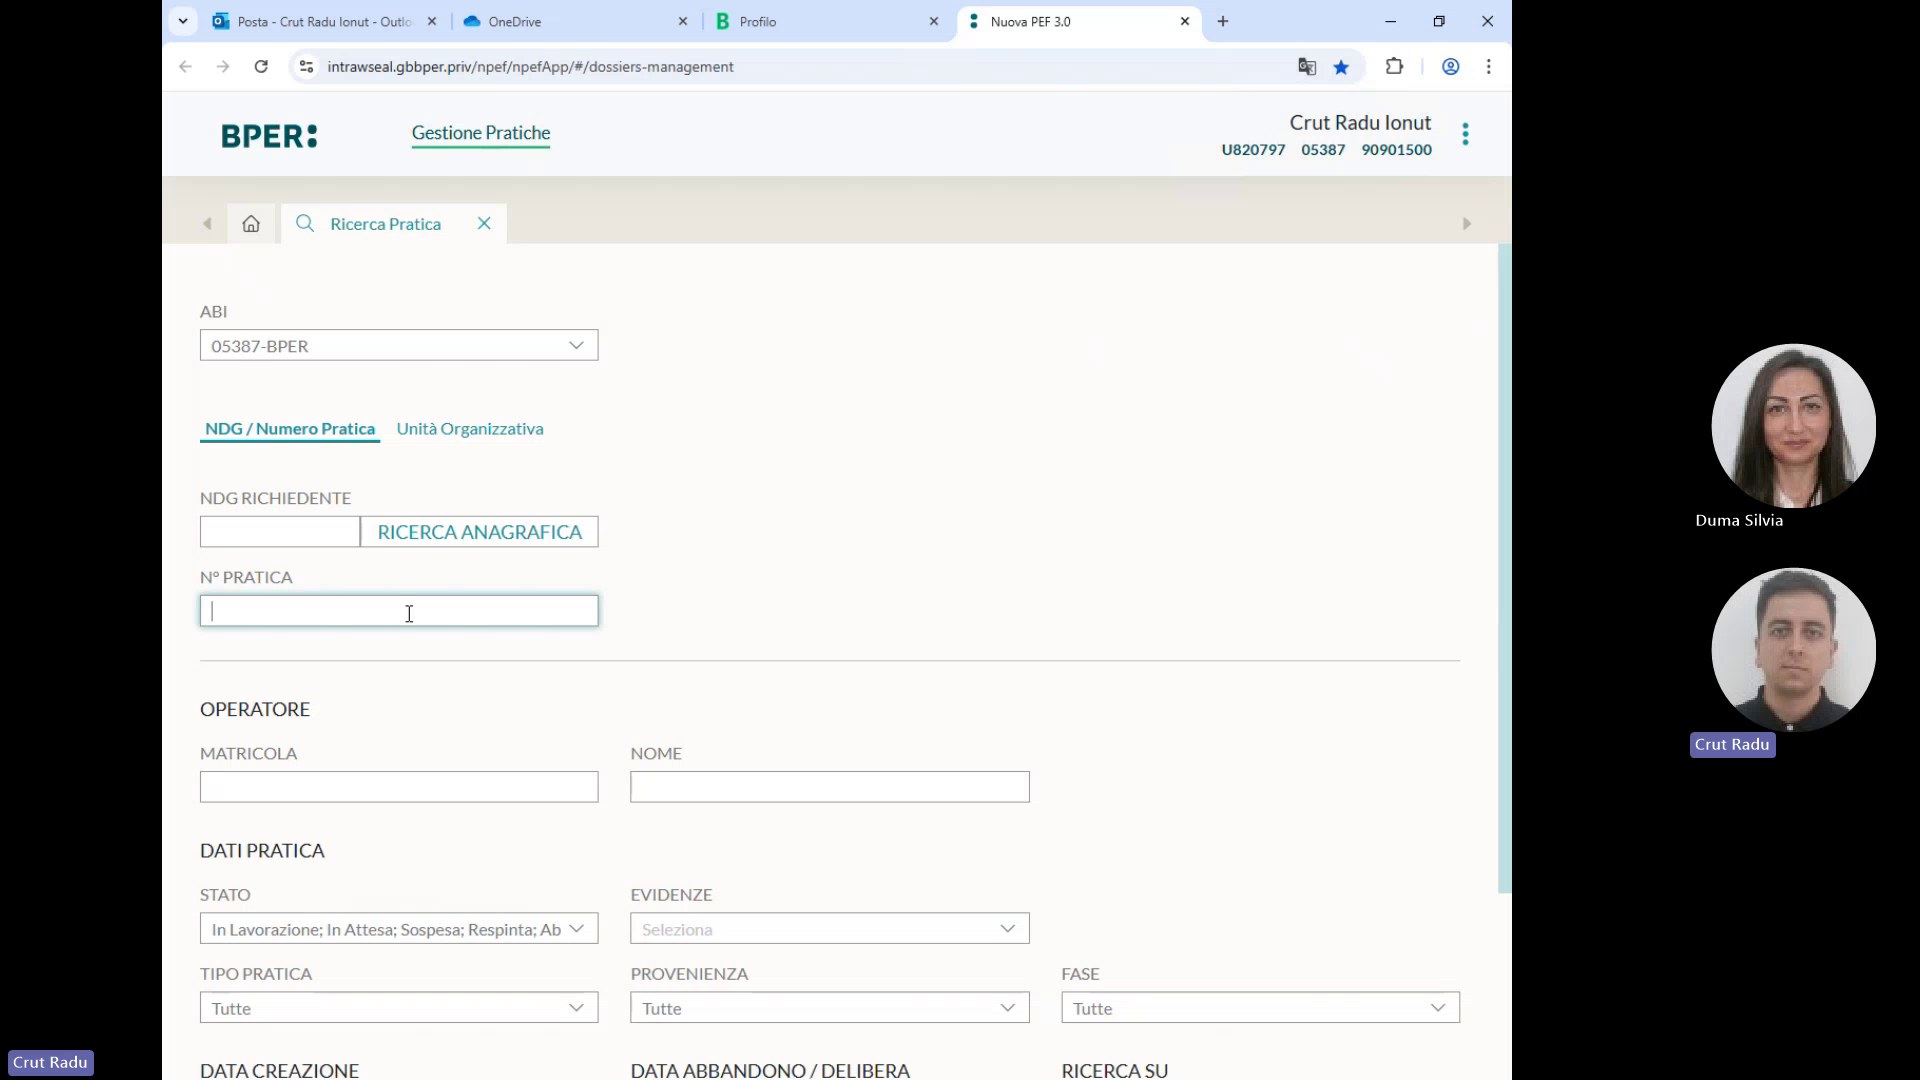 Posta - Crut Radu Ionut - Outlo
OneDrive
Profilo
Nuova PEF 3.0
intrawseal.gbbper.priv/npef/npefApp/#/dossiers-management
BPER:
Gestione Pratiche
Crut Radu Ionut
U820797 05387 90901500
Ricerca Pratica
ABI
05387-BPER
NDG / Numero Pratica
Unità Organizzativa
NDG RICHIEDENTE
RICERCA ANAGRAFICA
N° PRATICA
OPERATORE
MATRICOLA
NOME
DATI PRATICA
STATO
EVIDENZE
In Lavorazione; In Attesa; Sospesa; Respinta; Ab
Seleziona
TIPO PRATICA
PROVENIENZA
FASE
Tutte
Tutte
Tutte
DATA CREAZIONE
DATA ABBANDONO / DELIBERA
RICERCA SU
Duma Silvia
Crut Radu
Crut Radu